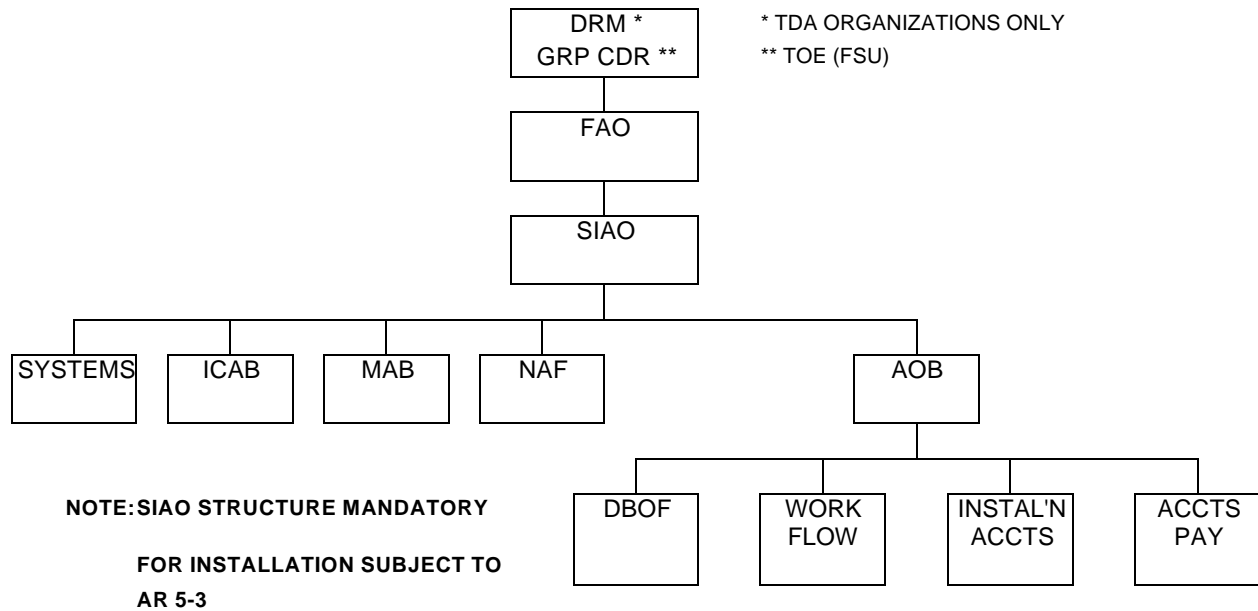 DRM *
GRP CDR **
* TDA ORGANIZATIONS ONLY
** TOE (FSU)
FAO
SIAO
SYSTEMS
ICAB
MAB
NAF
AOB
DBOF
WORK
FLOW
INSTAL'N
ACCTS
ACCTS
PAY
NOTE: SIAO STRUCTURE MANDATORY
FOR INSTALLATION SUBJECT TO
AR 5-3